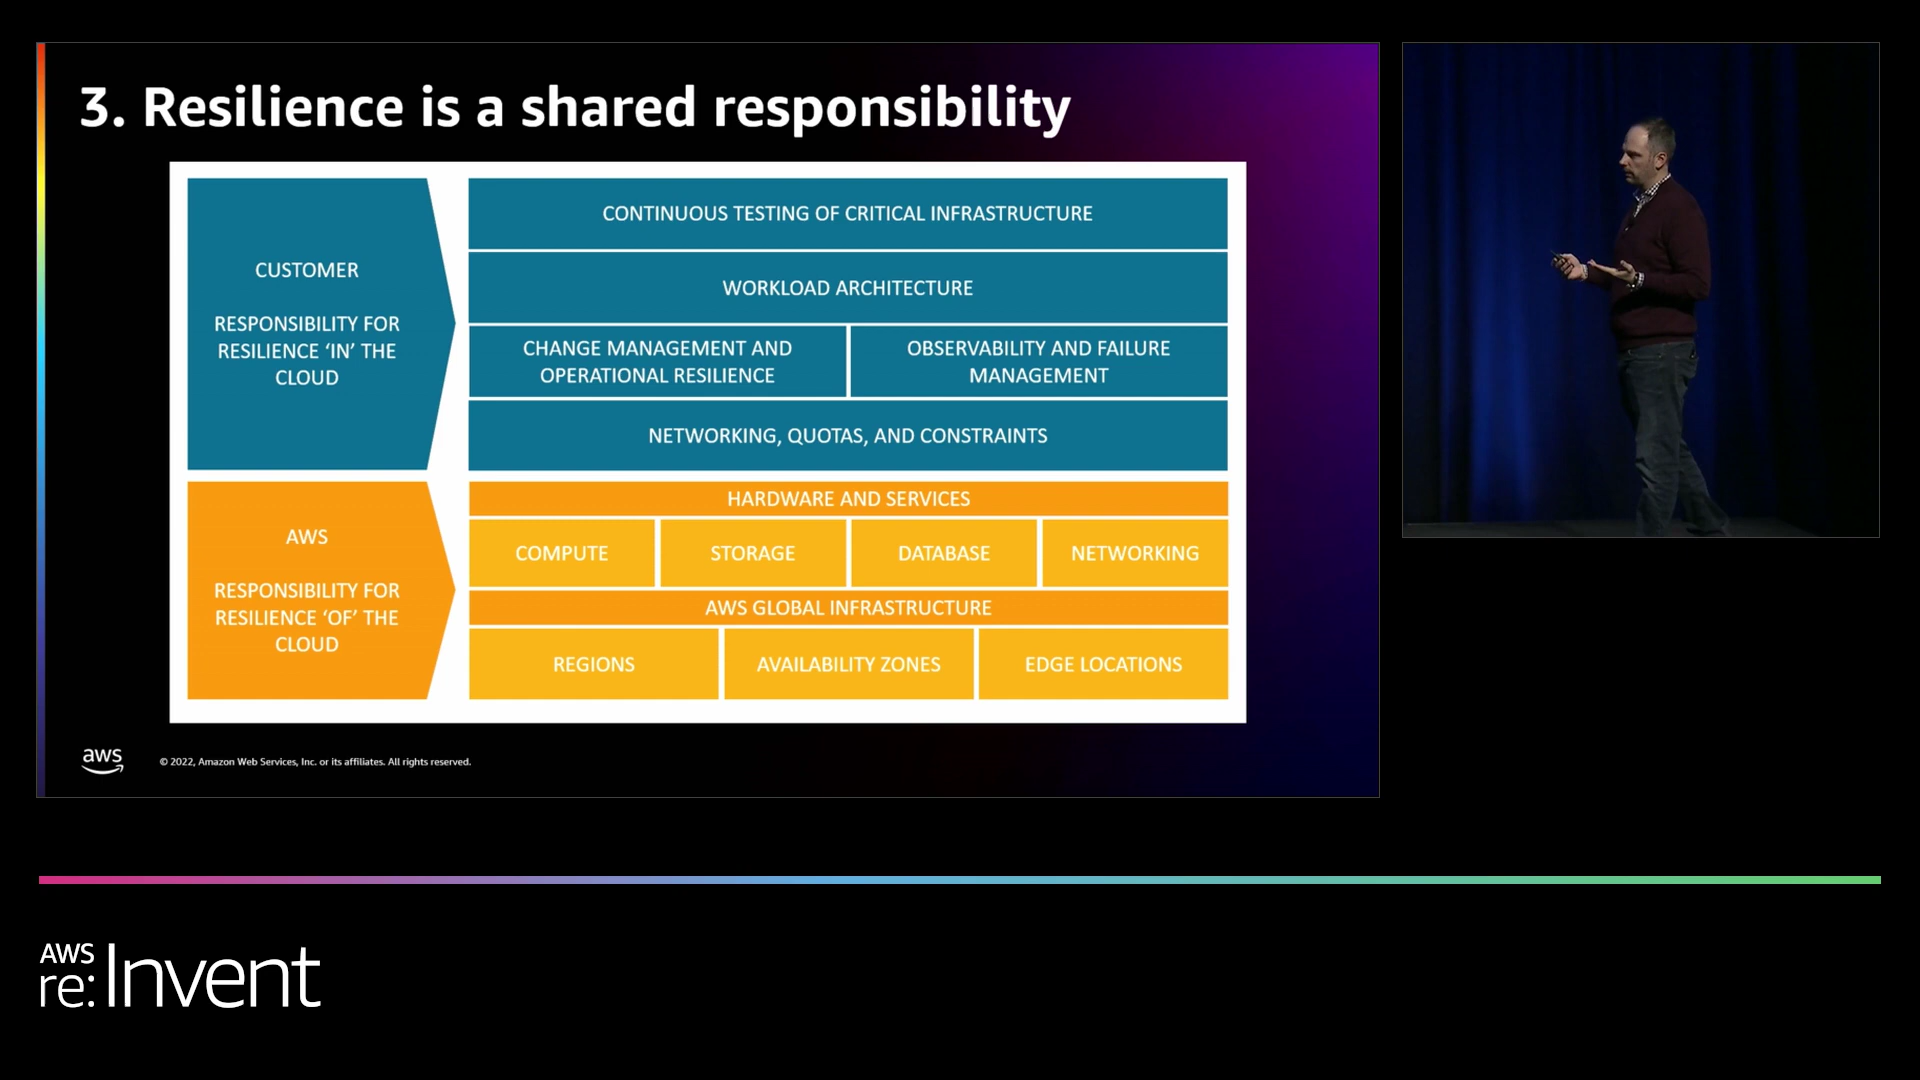 3. Resilience is a shared responsibility
CUSTOMER
RESPONSIBILITY FOR
RESILIENCE ‘IN’ THE
CLOUD
CONTINUOUS TESTING OF CRITICAL INFRASTRUCTURE
WORKLOAD ARCHITECTURE
CHANGE MANAGEMENT AND
OPERATIONAL RESILIENCE
OBSERVABILITY AND FAILURE
MANAGEMENT
NETWORKING, QUOTAS, AND CONSTRAINTS
AWS
RESPONSIBILITY FOR
RESILIENCE ‘OF’ THE
CLOUD
HARDWARE AND SERVICES
COMPUTE
STORAGE
DATABASE
NETWORKING
AWS GLOBAL INFRASTRUCTURE
REGIONS
AVAILABILITY ZONES
EDGE LOCATIONS
aws
© 2022, Amazon Web Services, Inc. or its affiliates. All rights reserved.
AWS
re:Invent